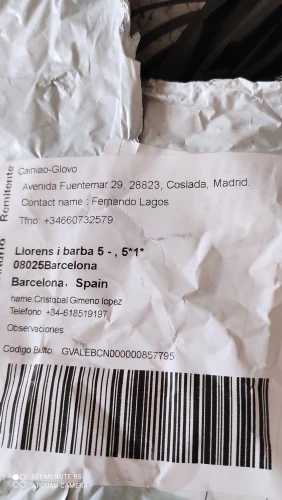 Remitente
Cainiao-Glovo
Avenida Fuentemar 29, 28823, Coslada, Madrid.
Contact name : Fernando Lagos
Tfno: +34660732579
Llorens i barba 5 - , 5*1*
08025Barcelona
Barcelona, Spain
name:Cristobal Gimeno lopez
Telefono +34-618519197
Observaciones
Codigo Bulto: GVALEBCN000000857795
REDMI NOTE 9S
AI QUAD CAMERA